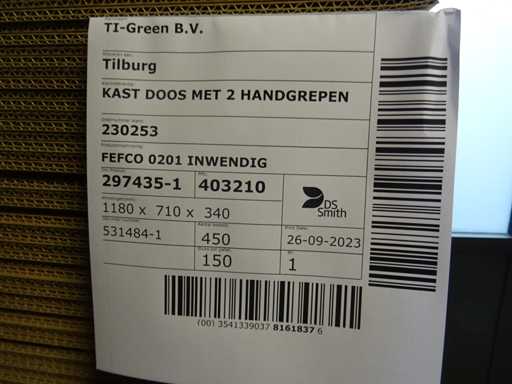 TI-Green B.V.
Tilburg
KAST DOOS MET 2 HANDGREPEN
230253
FEFCO 0201 INWENDIG
297435-1 403210
DS Smith
1180 x 710 x 340
531484-1 450 26-09-2023
150 1
(00) 3541339037 8161837 6